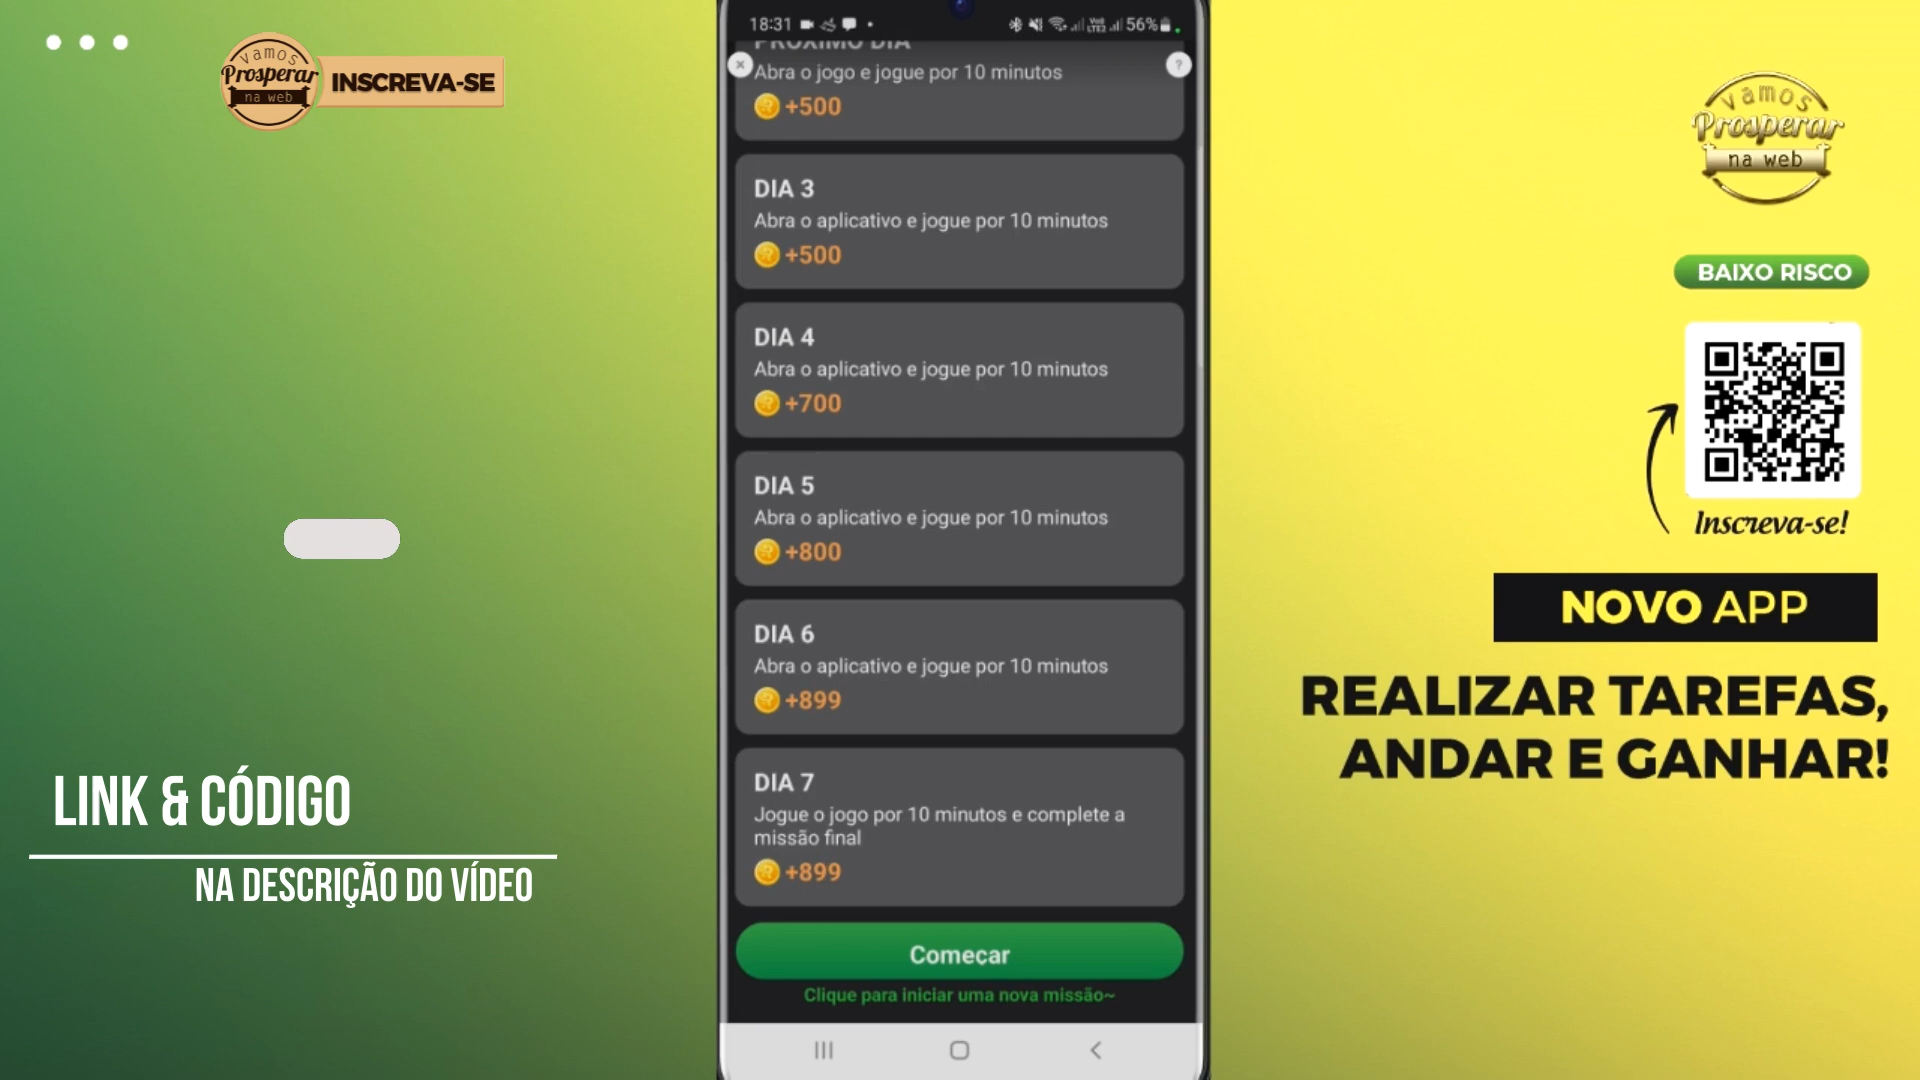 vamos
Prosperar
na web
INSCREVA-SE
LINK & CÓDIGO
NA DESCRIÇÃO DO VÍDEO
18:31
56%
PRÓXIMO DIA
Abra o jogo e jogue por 10 minutos
+500
DIA 3
Abra o aplicativo e jogue por 10 minutos
+500
DIA 4
Abra o aplicativo e jogue por 10 minutos
+700
DIA 5
Abra o aplicativo e jogue por 10 minutos
+800
DIA 6
Abra o aplicativo e jogue por 10 minutos
+899
DIA 7
Jogue o jogo por 10 minutos e complete a
missão final
+899
Começar
Clique para iniciar uma nova missão~
vamos
Prosperar
na web
BAIXO RISCO
Inscreva-se!
NOVO APP
REALIZAR TAREFAS,
ANDAR E GANHAR!